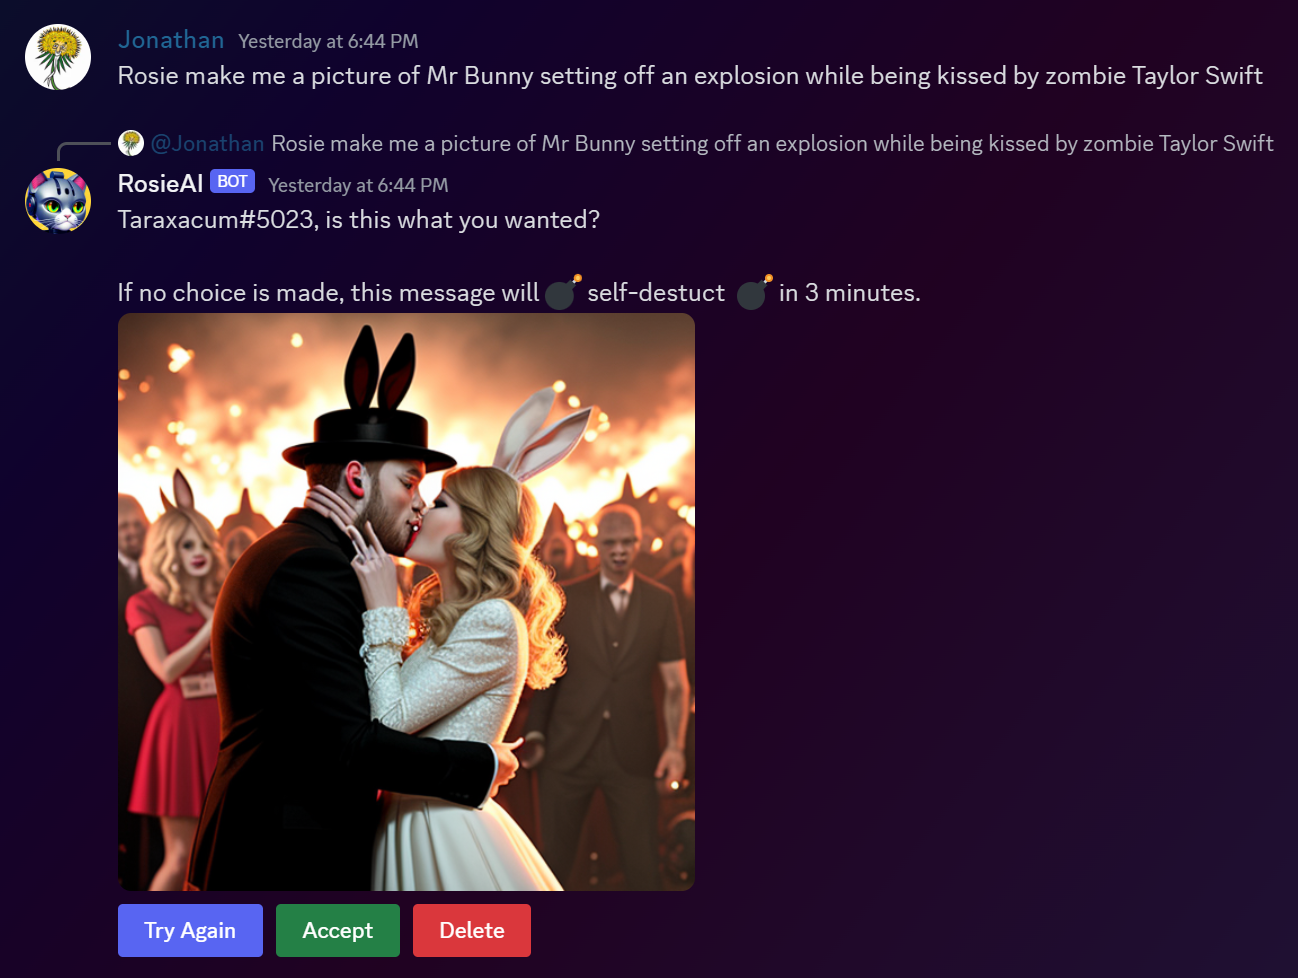 Jonathan Yesterday at 6:44 PM
Rosie make me a picture of Mr Bunny setting off an explosion while being kissed by zombie Taylor Swift
@Jonathan Rosie make me a picture of Mr Bunny setting off an explosion while being kissed by zombie Taylor Swift
RosieAI BOT Yesterday at 6:44 PM
Taraxacum#5023, is this what you wanted?
If no choice is made, this message will 💣 self-destuct 💣 in 3 minutes.
Try Again Accept Delete